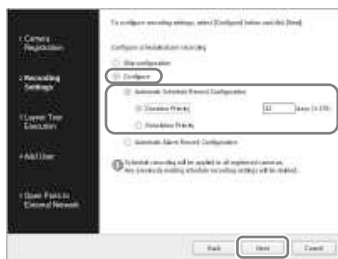 To configure recording settings, select [Configure] below and click [Next].
Camera
Registration
Configure schedule/alarm recording
Skip configuration
Recording
Settings
Configure
Automatic Schedule Record Configuration
Duration Priority
days
Layout Tree
Execution
Resolution Priority
Automatic Alarm Record Configuration
Add User
Schedule recording will be applied to all registered cameras.
Any previously existing schedule recording settings will be deleted.
Open Ports to
External Network
Back
Next
Cancel